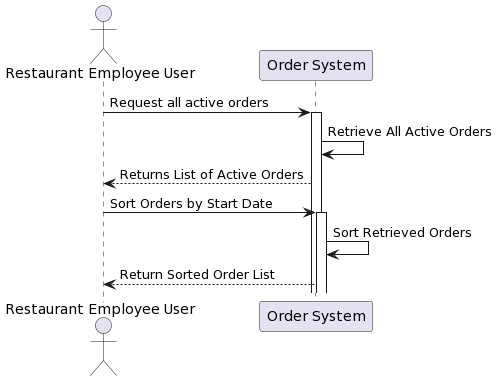 Restaurant Employee User
Order System
Request all active orders
Retrieve All Active Orders
Returns List of Active Orders
Sort Orders by Start Date
Sort Retrieved Orders
Return Sorted Order List
Restaurant Employee User
Order System